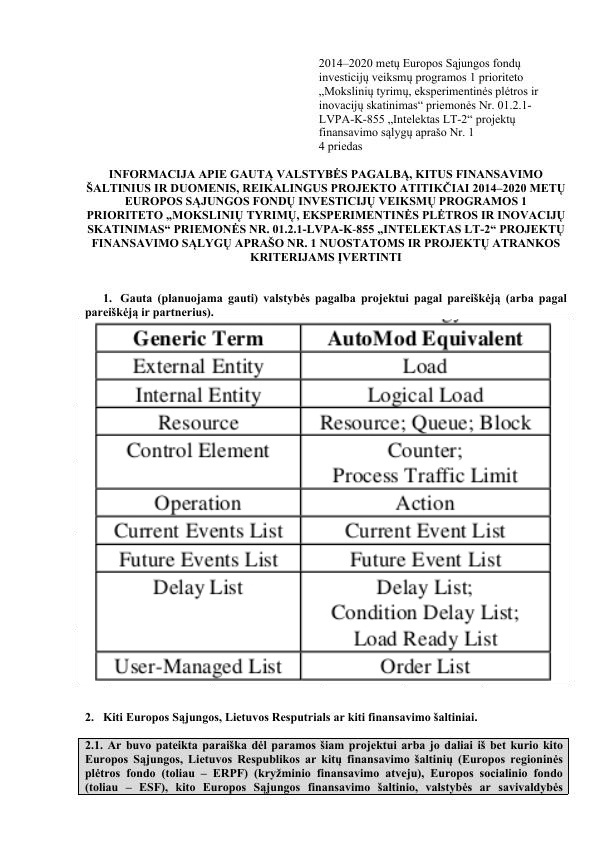 2014–2020 metų Europos Sąjungos fondų
investicijų veiksmų programos 1 prioriteto
„Mokslinių tyrimų, eksperimentinės plėtros ir
inovacijų skatinimas“ priemonės Nr. 01.2.1-
LVPA-K-855 „Intelektas LT-2“ projektų
finansavimo sąlygų aprašo Nr. 1
4 priedas
INFORMACIJA APIE GAUTĄ VALSTYBĖS PAGALBĄ, KITUS FINANSAVIMO
ŠALTINIUS IR DUOMENIS, REIKALINGUS PROJEKTO ATITIKČIAI 2014–2020 METŲ
EUROPOS SĄJUNGOS FONDŲ INVESTICIJŲ VEIKSMŲ PROGRAMOS 1
PRIORITETO „MOKSLINIŲ TYRIMŲ, EKSPERIMENTINĖS PLĖTROS IR INOVACIJŲ
SKATINIMAS“ PRIEMONĖS NR. 01.2.1-LVPA-K-855 „INTELEKTAS LT-2“ PROJEKTŲ
FINANSAVIMO SĄLYGŲ APRAŠO NR. 1 NUOSTATOMS IR PROJEKTŲ ATRANKOS
KRITERIJAMS ĮVERTINTI
1. Gauta (planuojama gauti) valstybės pagalba projektui pagal pareiškėją (arba pagal
pareiškėją ir partnerius).
Generic Term AutoMod Equivalent
External Entity Load
Internal Entity Logical Load
Resource Resource; Queue; Block
Control Element Counter;
Process Traffic Limit
Operation Action
Current Events List Current Event List
Future Events List Future Event List
Delay List Delay List;
Condition Delay List;
Load Ready List
User-Managed List Order List
2. Kiti Europos Sąjungos, Lietuvos Resputrials ar kiti finansavimo šaltiniai.
2.1. Ar buvo pateikta paraiška dėl paramos šiam projektui arba jo daliai iš bet kurio kito
Europos Sąjungos, Lietuvos Respublikos ar kitų finansavimo šaltinių (Europos regioninės
plėtros fondo (toliau – ERPF) (kryžminio finansavimo atveju), Europos socialinio fondo
(toliau – ESF), kito Europos Sąjungos finansavimo šaltinio, valstybės ar savivaldybės